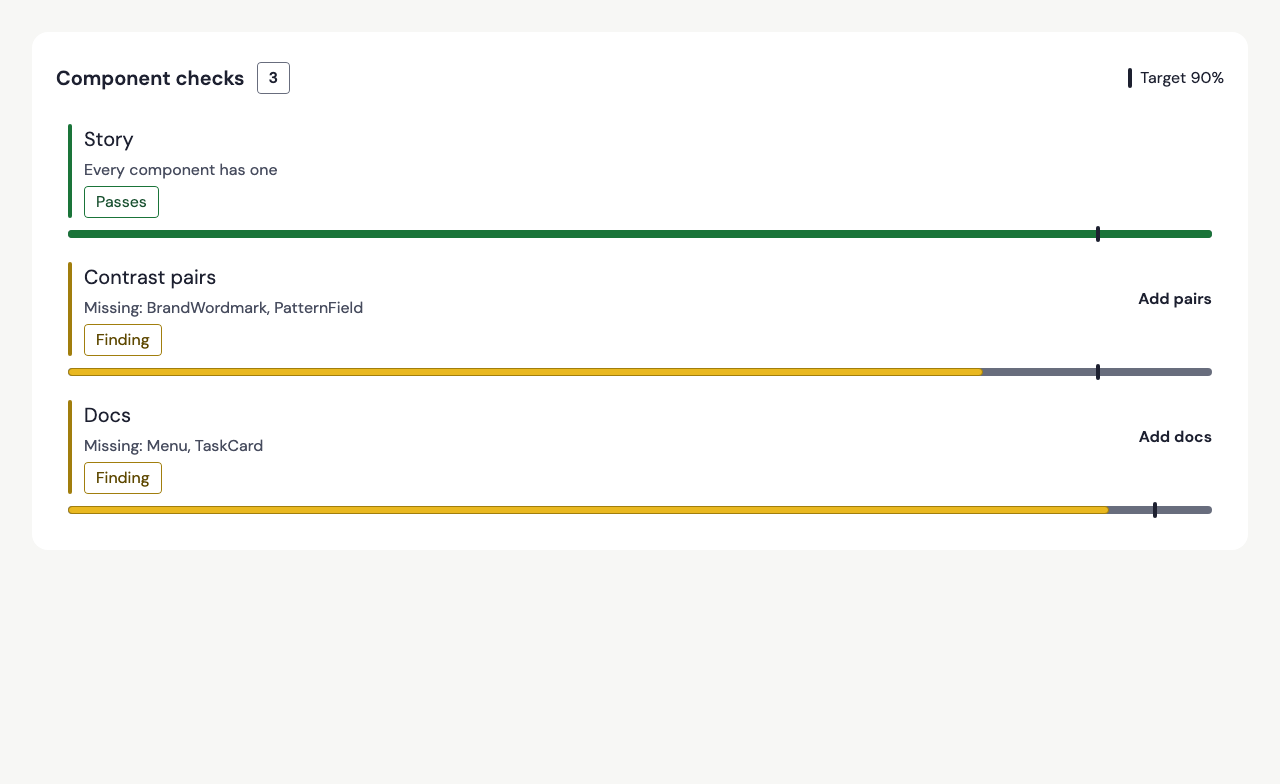 Component checks 3
Target 90%
Story
Every component has one
Passes
Contrast pairs
Missing: BrandWordmark, PatternField
Add pairs
Finding
Docs
Missing: Menu, TaskCard
Add docs
Finding